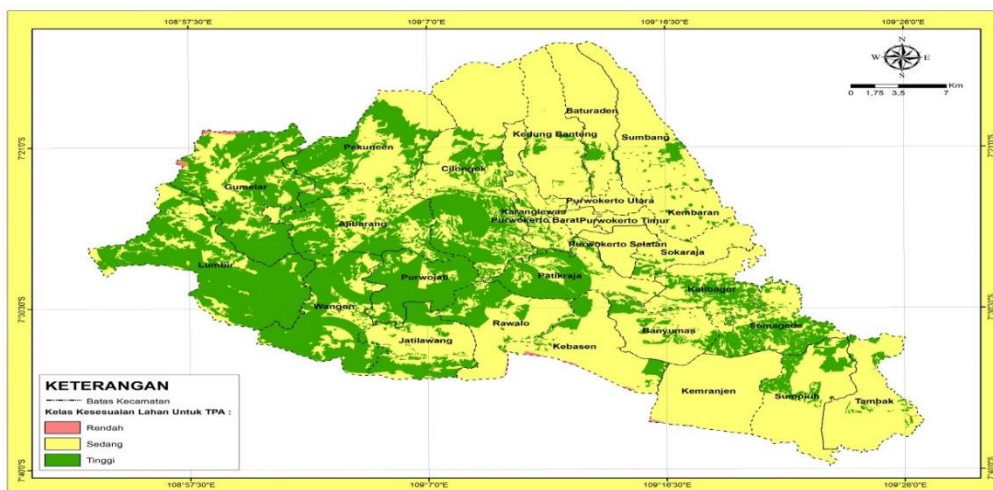 108°57'30"E 109°7'0"E 109°16'30"E 109°26'0"E
N
W E
S
0 1,75 3,5 7
Km
Baturaden
Kedung Banteng
Sumbang
Pekuncen
7°21'0"S 7°21'0"S
Cilongok
Gumelar
Purwokerto Utara
Karanglewas
Kembaran
Purwokerto Barat Purwokerto Timur
Ajibarang
Purwokerto Selatan
Sokaraja
Lumbir
Purwojati
Patikraja
Kalibagor
Wangon
7°30'30"S 7°30'30"S
Rawalo
Somagede
Banyumas
Jatilawang
Kebasen
KETERANGAN
Batas Kecamatan
Kelas Kesesuaian Lahan Untuk TPA :
Rendah
Sedang
Tinggi
Kemranjen
Sumpiuh
Tambak
7°40'0"S 7°40'0"S
108°57'30"E 109°7'0"E 109°16'30"E 109°26'0"E